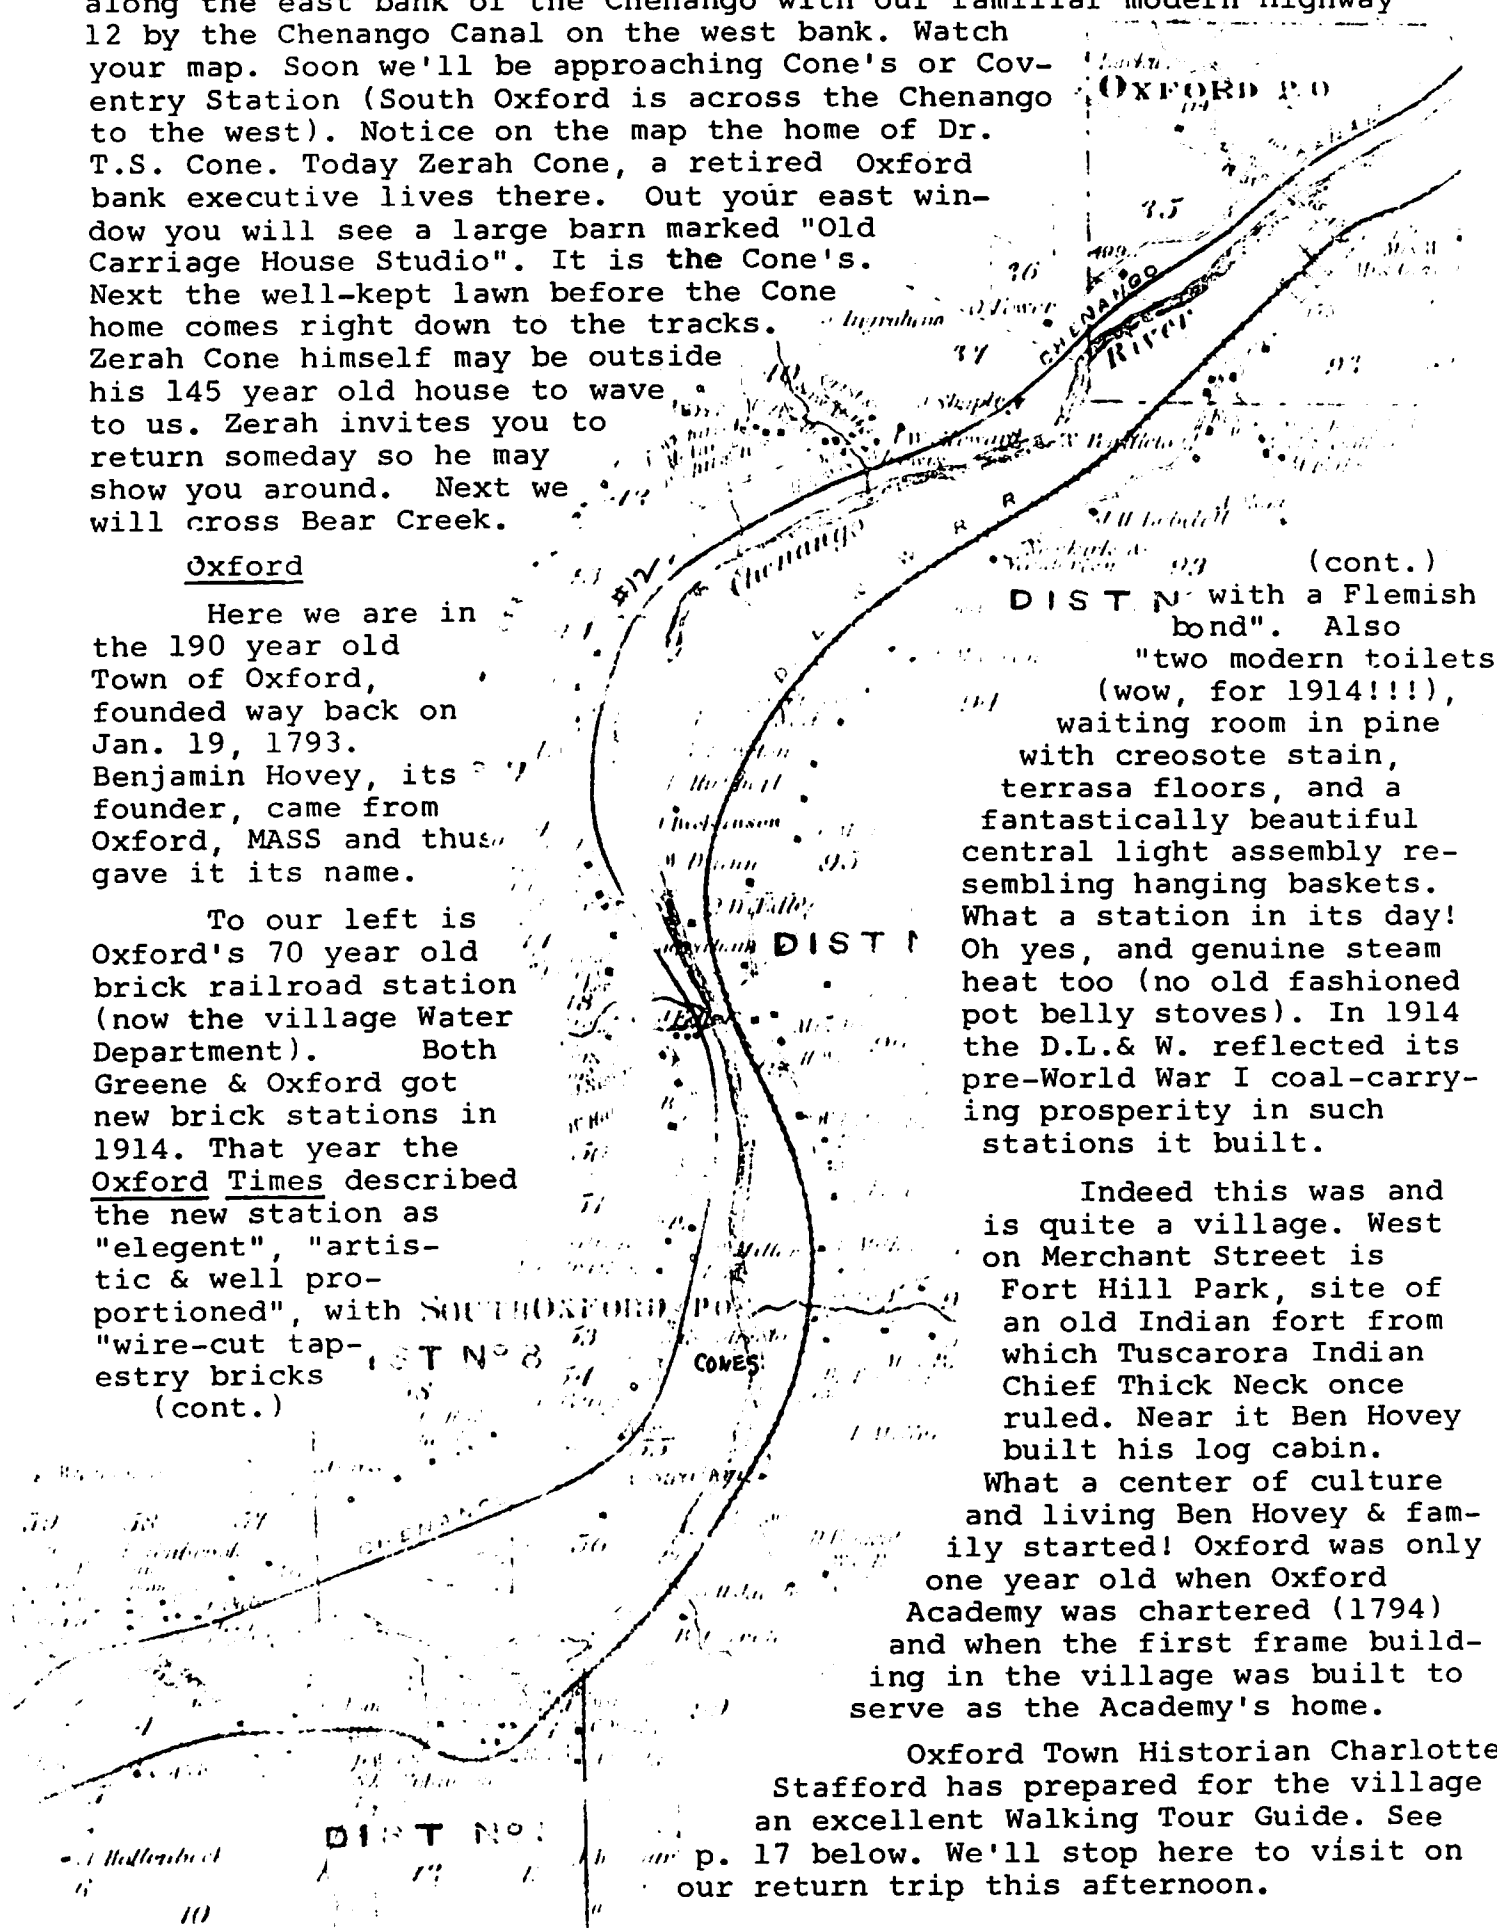 along the east bank of the Chenango with our familiar modern highway
12 by the Chenango Canal on the west bank. Watch
your map. Soon we'll be approaching Cone's or Cov-
entry Station (South Oxford is across the Chenango
to the west). Notice on the map the home of Dr.
T.S. Cone. Today Zerah Cone, a retired Oxford
bank executive lives there. Out your east win-
dow you will see a large barn marked "Old
Carriage House Studio". It is the Cone's.
Next the well-kept lawn before the Cone
home comes right down to the tracks.
Zerah Cone himself may be outside
his 145 year old house to wave
to us. Zerah invites you to
return someday so he may
show you around. Next we
will cross Bear Creek.
Oxford
Here we are in
the 190 year old
Town of Oxford,
founded way back on
Jan. 19, 1793.
Benjamin Hovey, its
founder, came from
Oxford, MASS and thus
gave it its name.
To our left is
Oxford's 70 year old
brick railroad station
(now the village Water
Department). Both
Greene & Oxford got
new brick stations in
1914. That year the
Oxford Times described
the new station as
"elegent", "artis-
tic & well pro-
portioned", with
"wire-cut tap-
estry bricks
(cont.)
(cont.)
with a Flemish
bond". Also
"two modern toilets
(wow, for 1914!!!),
waiting room in pine
with creosote stain,
terrasa floors, and a
fantastically beautiful
central light assembly re-
sembling hanging baskets.
What a station in its day!
Oh yes, and genuine steam
heat too (no old fashioned
pot belly stoves). In 1914
the D.L.& W. reflected its
pre-World War I coal-carry-
ing prosperity in such
stations it built.
Indeed this was and
is quite a village. West
on Merchant Street is
Fort Hill Park, site of
an old Indian fort from
which Tuscarora Indian
Chief Thick Neck once
ruled. Near it Ben Hovey
built his log cabin.
What a center of culture
and living Ben Hovey & fam-
ily started! Oxford was only
one year old when Oxford
Academy was chartered (1794)
and when the first frame build-
ing in the village was built to
serve as the Academy's home.
Oxford Town Historian Charlotte
Stafford has prepared for the village
an excellent Walking Tour Guide. See
p. 17 below. We'll stop here to visit on
our return trip this afternoon.
OXFORD P.O
35
36
37
CHENANGO
River
Chenango
#12
D L & W R R
DIST N
95
DIST
SOUTH OXFORD P.O
T No 8
CONES
CHENANGO
56
DIST No
Hollenbeck
10